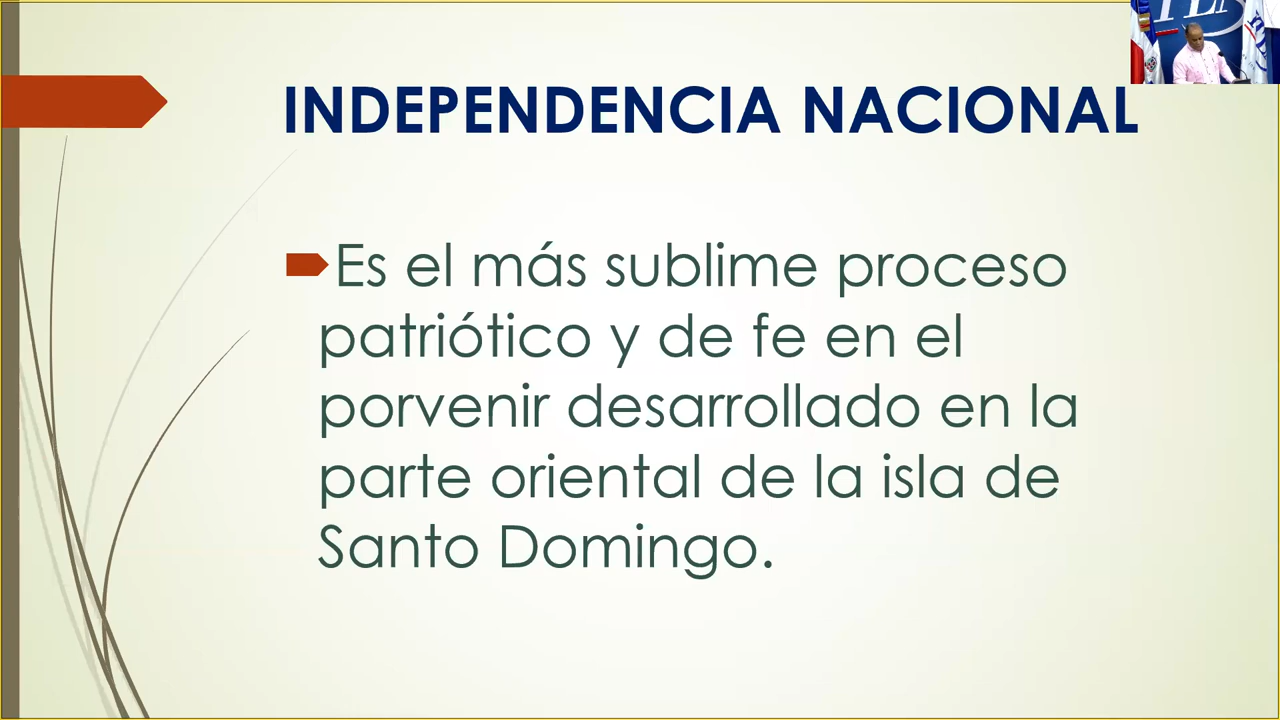 INDEPENDENCIA NACIONAL
Es el más sublime proceso
patriótico y de fe en el
porvenir desarrollado en la
parte oriental de la isla de
Santo Domingo.